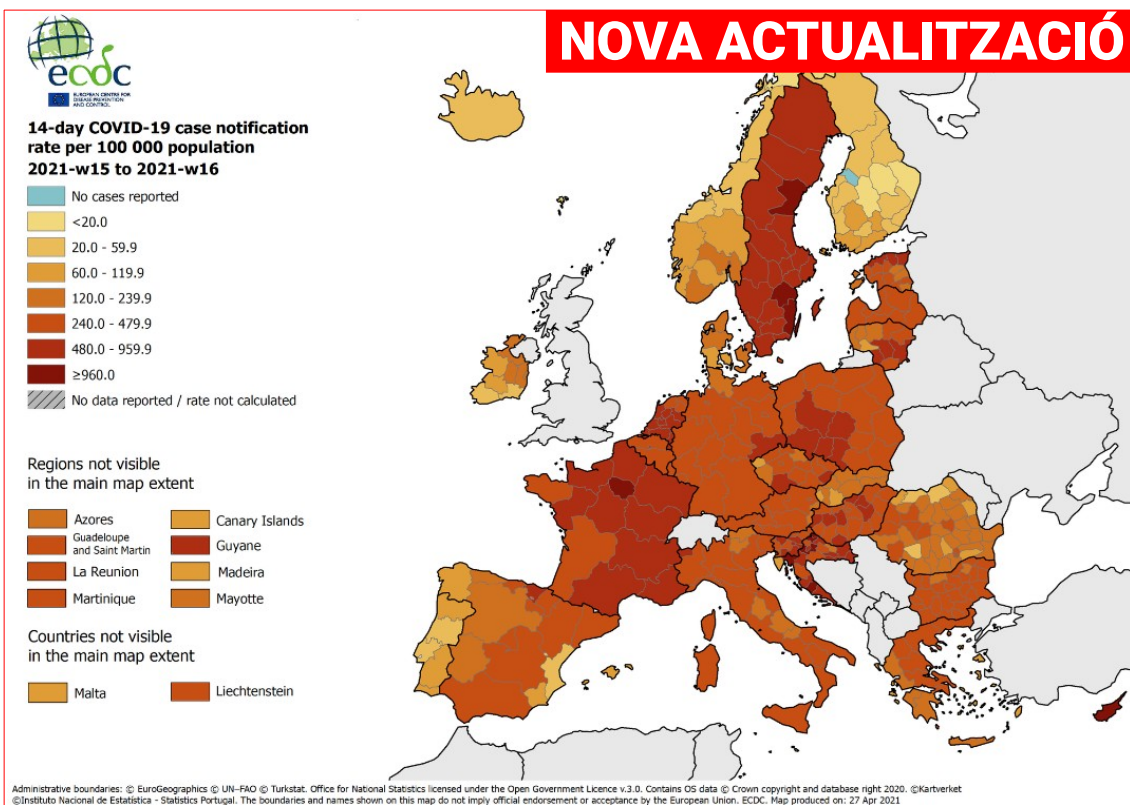 NOVA ACTUALITZACIÓ
ecdc
EUROPEAN CENTRE FOR
DISEASE PREVENTION
AND CONTROL
14-day COVID-19 case notification
rate per 100 000 population
2021-w15 to 2021-w16
No cases reported
<20.0
20.0 - 59.9
60.0 - 119.9
120.0 - 239.9
240.0 - 479.9
480.0 - 959.9
≥960.0
No data reported / rate not calculated
Regions not visible
in the main map extent
Azores
Canary Islands
Guadeloupe
and Saint Martin
Guyane
La Reunion
Madeira
Martinique
Mayotte
Countries not visible
in the main map extent
Malta
Liechtenstein
Administrative boundaries: © EuroGeographics © UN–FAO © Turkstat. Office for National Statistics licensed under the Open Government Licence v.3.0. Contains OS data © Crown copyright and database right 2020. ©Kartverket
©Instituto Nacional de Estatística - Statistics Portugal. The boundaries and names shown on this map do not imply official endorsement or acceptance by the European Union. ECDC. Map produced on: 27 Apr 2021